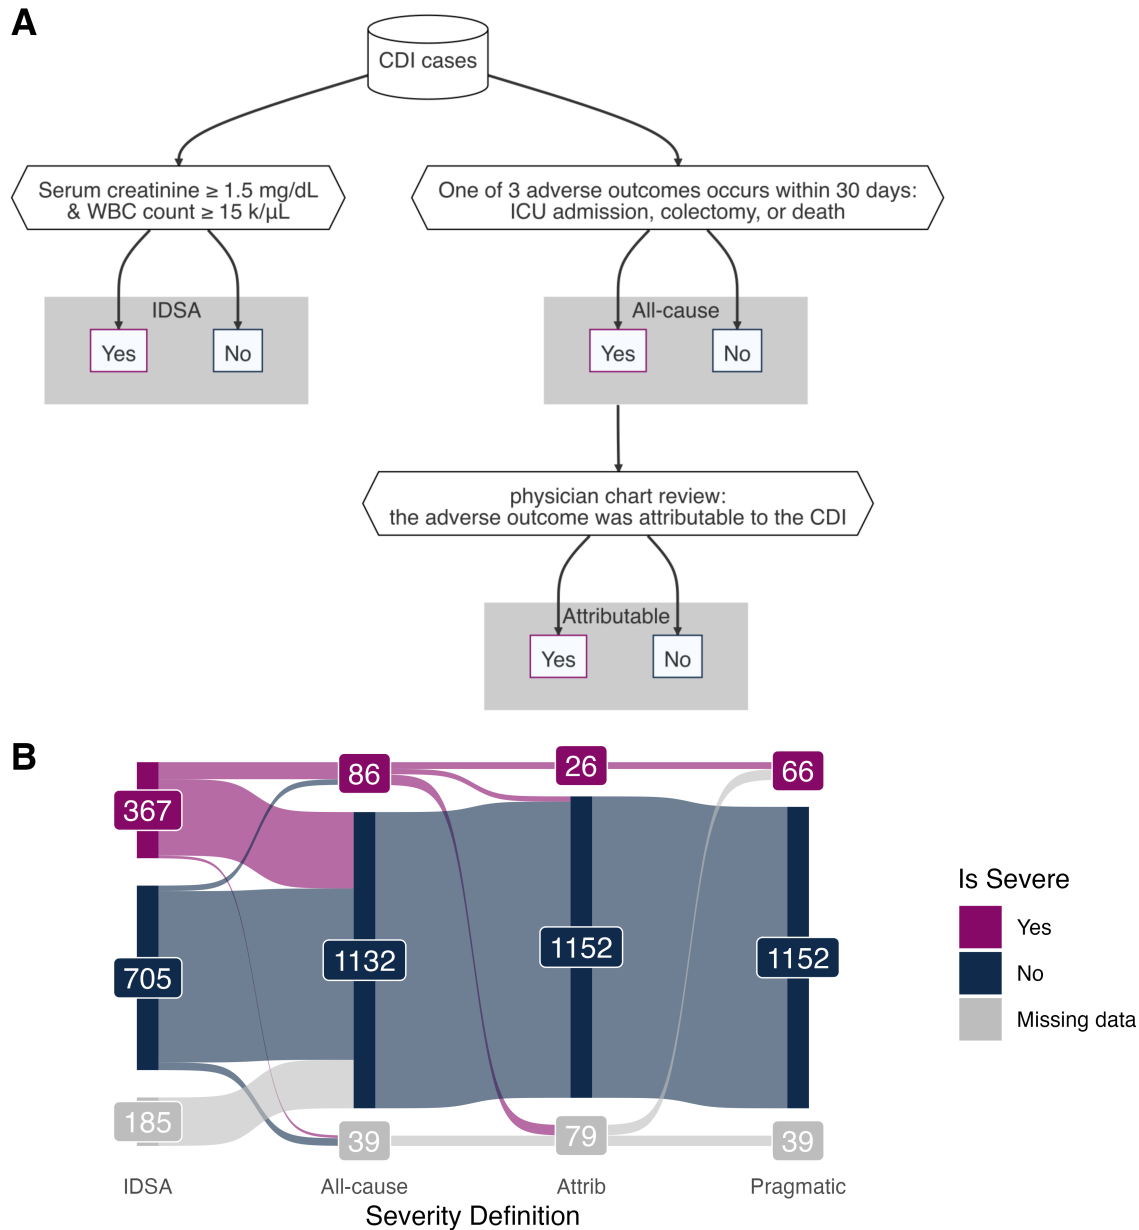 A
CDI cases
Serum creatinine ≥ 1.5 mg/dL
& WBC count ≥ 15 k/μL
One of 3 adverse outcomes occurs within 30 days:
ICU admission, colectomy, or death
IDSA
Yes
No
All-cause
Yes
No
physician chart review:
the adverse outcome was attributable to the CDI
Attributable
Yes
No
B
367
705
185
86
1132
39
26
1152
79
66
1152
39
IDSA
All-cause
Attrib
Pragmatic
Severity Definition
Is Severe
Yes
No
Missing data